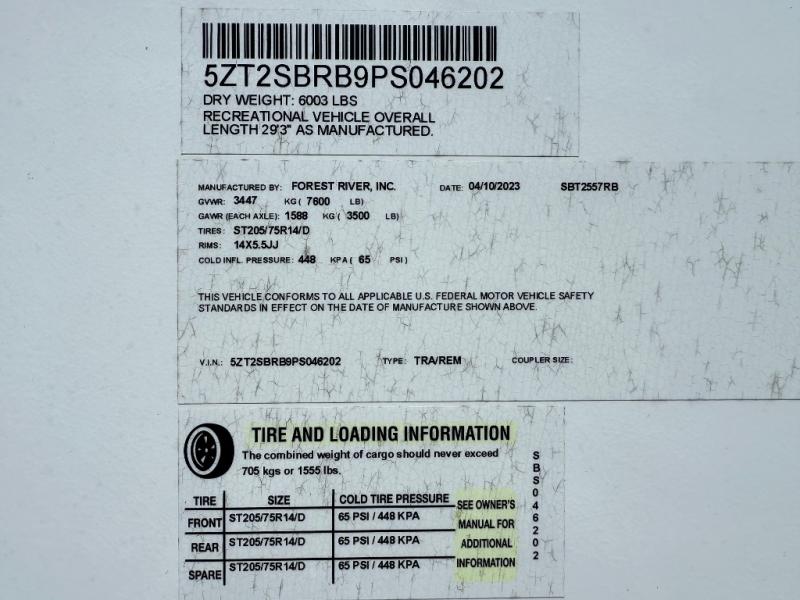 5ZT2SBRB9PS046202
DRY WEIGHT: 6003 LBS
RECREATIONAL VEHICLE OVERALL
LENGTH 29'3" AS MANUFACTURED.
MANUFACTURED BY: FOREST RIVER, INC. DATE: 04/10/2023 SBT2557RB
GVWR: 3447 KG ( 7600 LB)
GAWR (EACH AXLE): 1588 KG ( 3500 LB)
TIRES: ST205/75R14/D
RIMS: 14X5.5JJ
COLD INFL. PRESSURE: 448 KPA ( 65 PSI)
THIS VEHICLE CONFORMS TO ALL APPLICABLE U.S. FEDERAL MOTOR VEHICLE SAFETY
STANDARDS IN EFFECT ON THE DATE OF MANUFACTURE SHOWN ABOVE.
V.I.N.: 5ZT2SBRB9PS046202 TYPE: TRA/REM COUPLER SIZE:
TIRE AND LOADING INFORMATION
The combined weight of cargo should never exceed
705 kgs or 1555 lbs.
TIRE SIZE COLD TIRE PRESSURE
FRONT ST205/75R14/D 65 PSI / 448 KPA
REAR ST205/75R14/D 65 PSI / 448 KPA
SPARE ST205/75R14/D 65 PSI / 448 KPA
SEE OWNER'S
MANUAL FOR
ADDITIONAL
INFORMATION
SBS046202